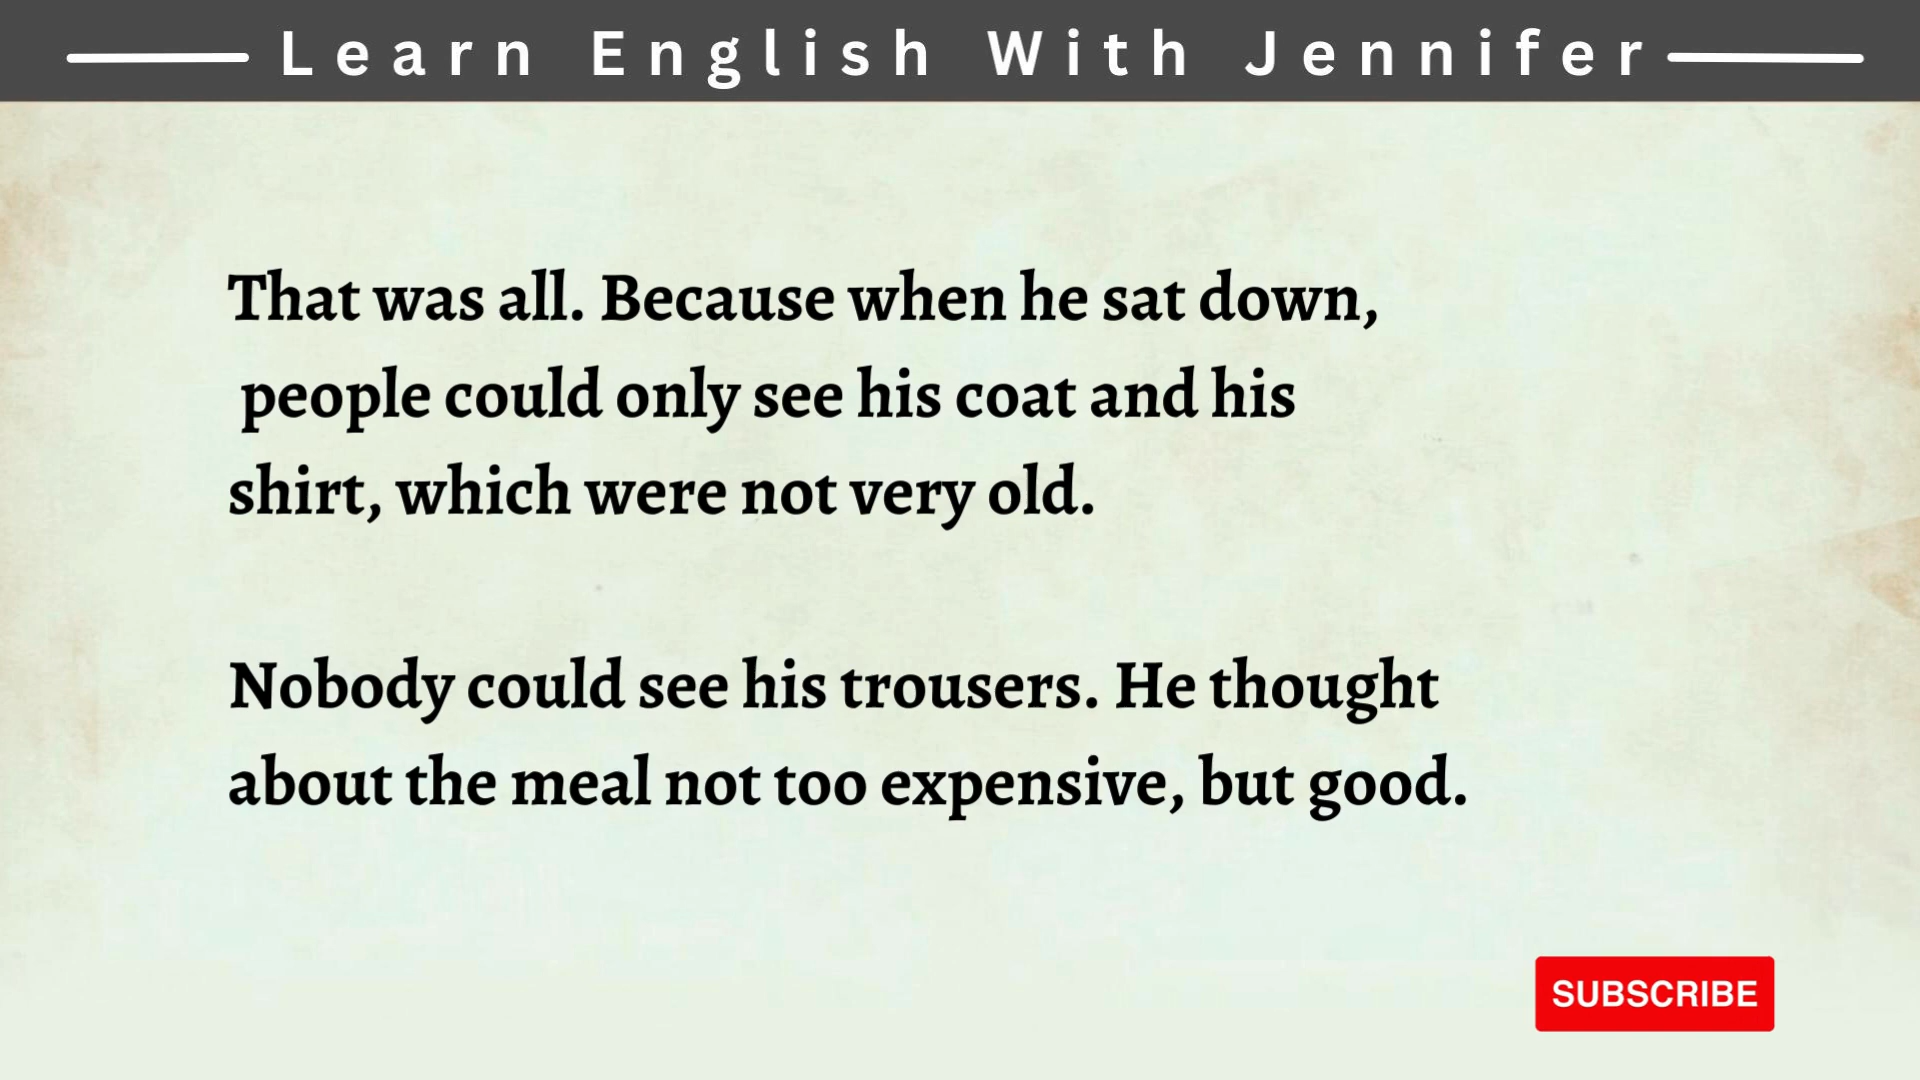 Learn English With Jennifer
That was all. Because when he sat down,
people could only see his coat and his
shirt, which were not very old.
Nobody could see his trousers. He thought
about the meal not too expensive, but good.
SUBSCRIBE